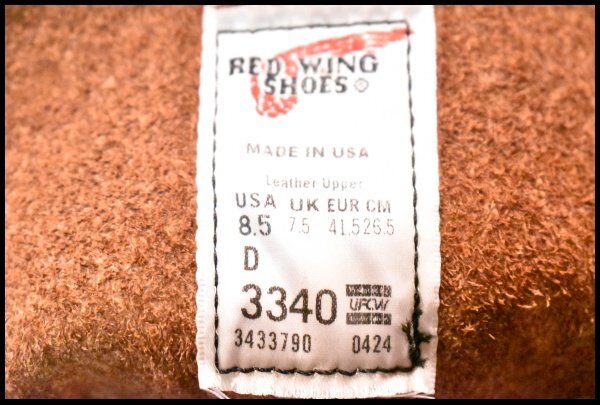 RED WING
SHOES
MADE IN USA
Leather Upper
USA UK EUR CM
8.5 7.5 41.5 26.5
D
3340 UFCW
3433790 0424